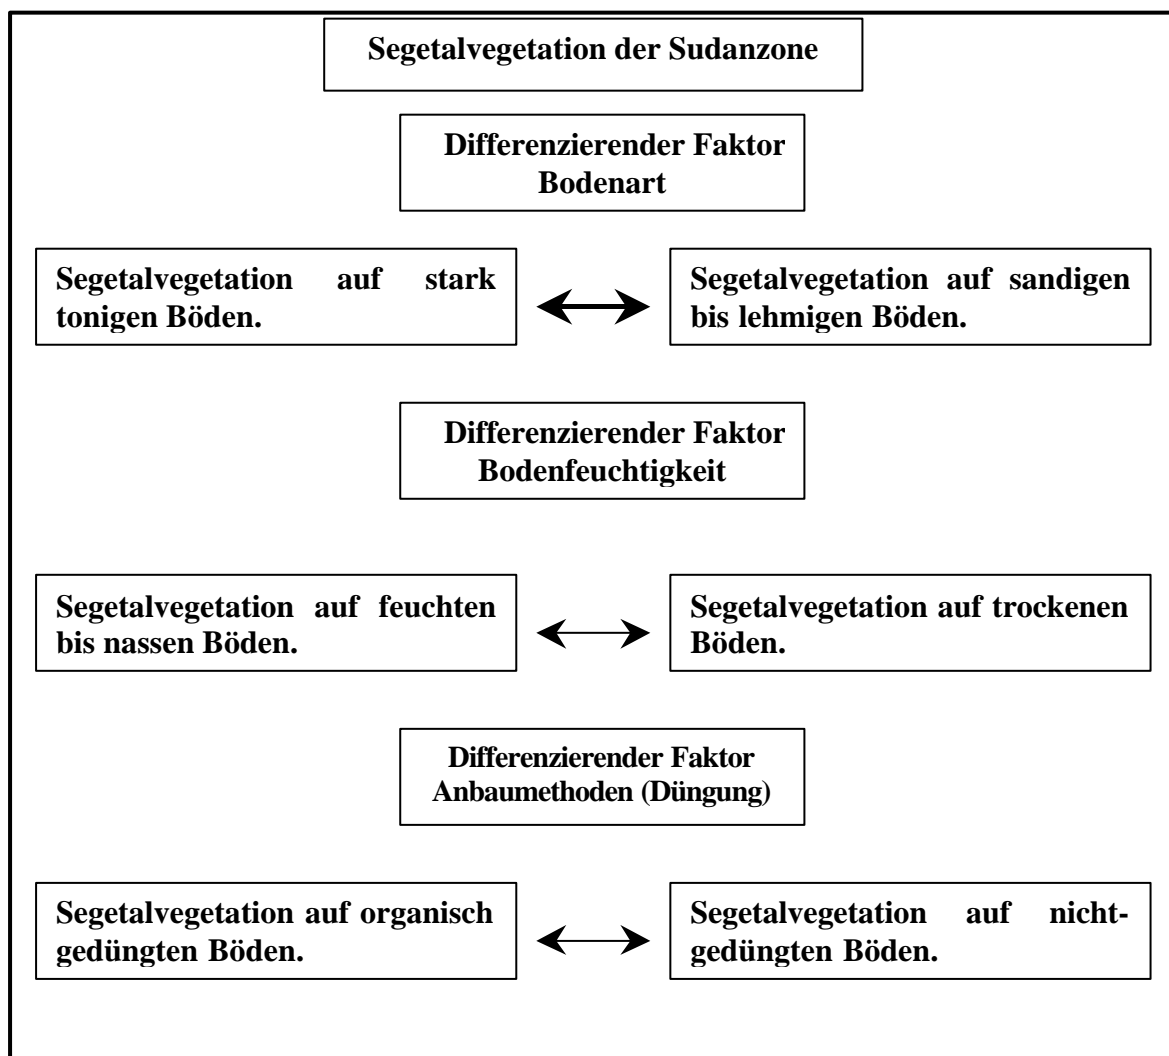 Segetalvegetation der Sudanzone
Differenzierender Faktor
Bodenart
Segetalvegetation auf stark
tonigen Böden.
Segetalvegetation auf sandigen
bis lehmigen Böden.
Differenzierender Faktor
Bodenfeuchtigkeit
Segetalvegetation auf feuchten
bis nassen Böden.
Segetalvegetation auf trockenen
Böden.
Differenzierender Faktor
Anbaumethoden (Düngung)
Segetalvegetation auf organisch
gedüngten Böden.
Segetalvegetation auf nicht-
gedüngten Böden.